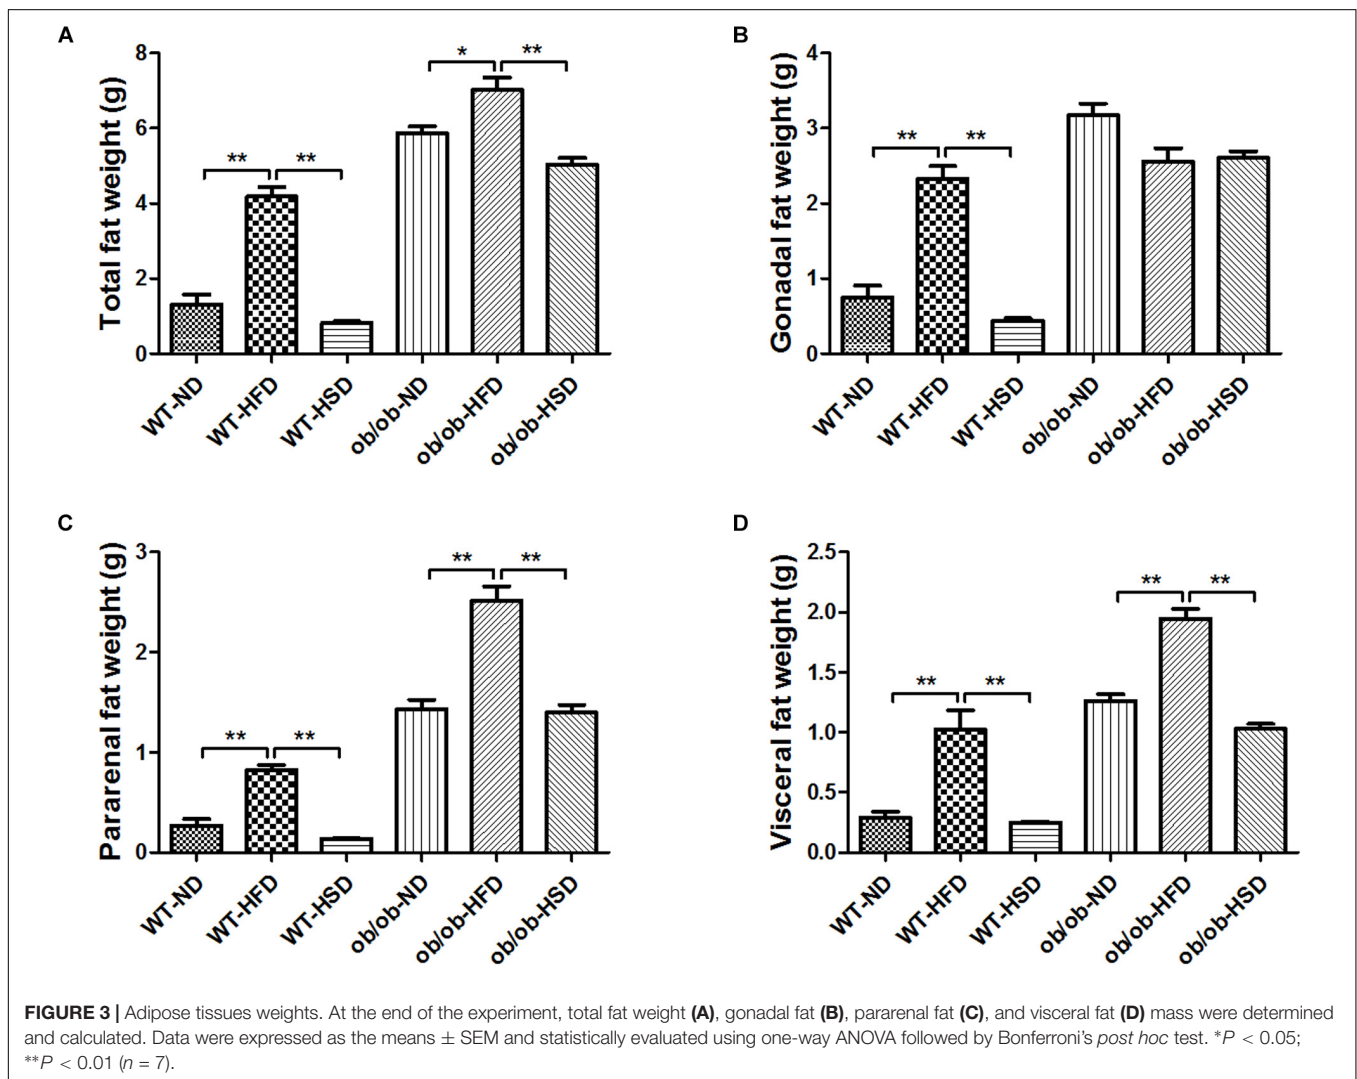 A
Total fat weight (g)
8
6
4
2
0
** **
* **
WT-ND
WT-HFD
WT-HSD
ob/ob-ND
ob/ob-HFD
ob/ob-HSD
B
Gonadal fat weight (g)
4
3
2
1
0
** **
WT-ND
WT-HFD
WT-HSD
ob/ob-ND
ob/ob-HFD
ob/ob-HSD
C
Pararenal fat weight (g)
3
2
1
0
** **
** **
WT-ND
WT-HFD
WT-HSD
ob/ob-ND
ob/ob-HFD
ob/ob-HSD
D
Visceral fat weight (g)
2.5
2.0
1.5
1.0
0.5
0.0
** **
** **
WT-ND
WT-HFD
WT-HSD
ob/ob-ND
ob/ob-HFD
ob/ob-HSD
FIGURE 3 | Adipose tissues weights. At the end of the experiment, total fat weight (A), gonadal fat (B), pararenal fat (C), and visceral fat (D) mass were determined
and calculated. Data were expressed as the means ± SEM and statistically evaluated using one-way ANOVA followed by Bonferroni's post hoc test. *P < 0.05;
**P < 0.01 (n = 7).